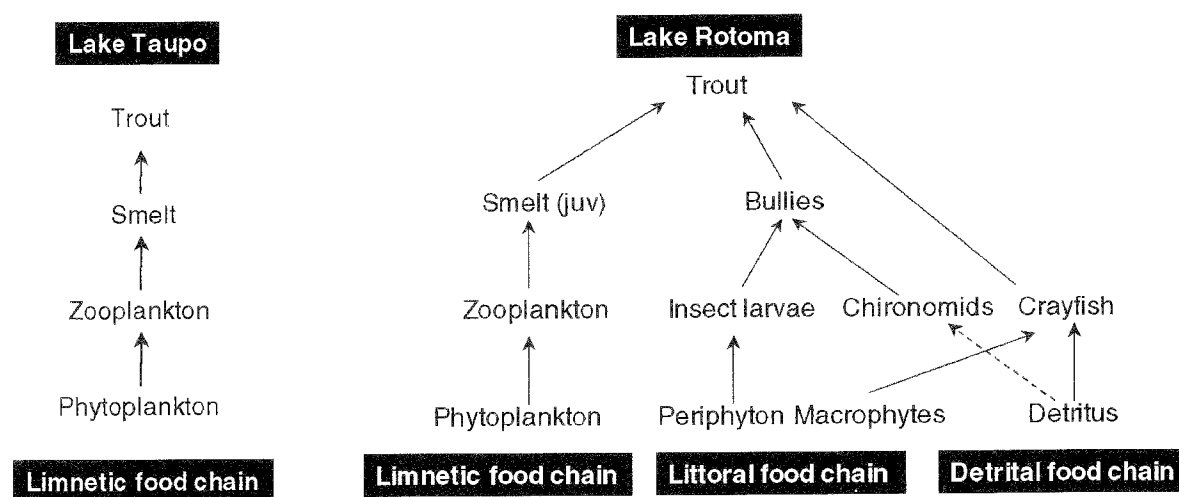 Lake Taupo
Trout
Smelt
Zooplankton
Phytoplankton
Limnetic food chain
Lake Rotoma
Trout
Smelt (juv) Bullies
Zooplankton Insect larvae Chironomids Crayfish
Phytoplankton Periphyton Macrophytes Detritus
Limnetic food chain Littoral food chain Detrital food chain